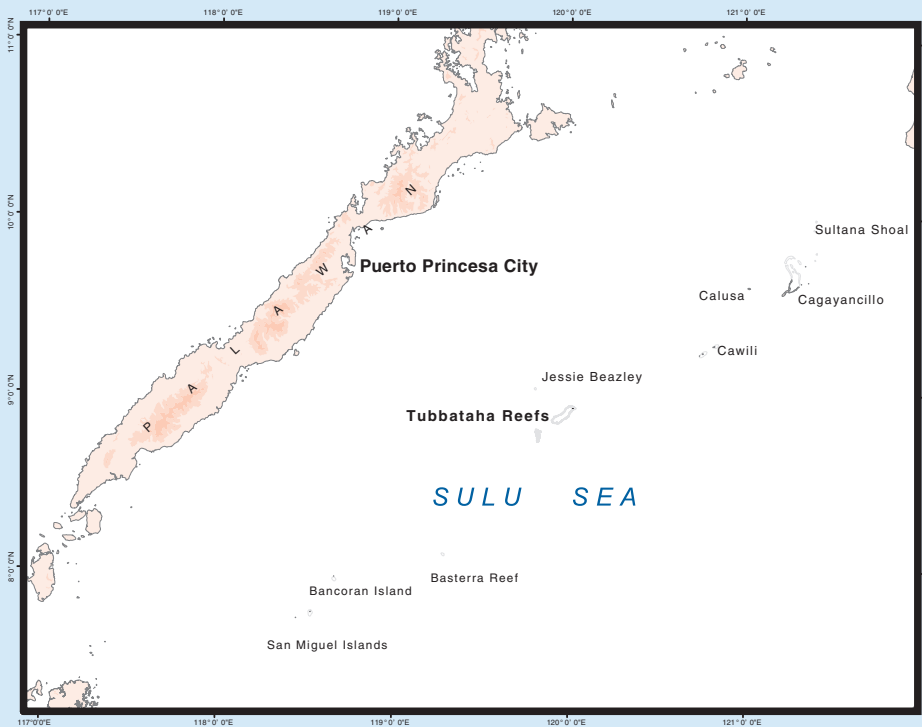 117° 0' 0"E
118° 0' 0"E
119° 0' 0"E
120° 0' 0"E
121° 0' 0"E
11° 0' 0"N
10° 0' 0"N
9° 0' 0"N
8° 0' 0"N
PALAWAN
Sultana Shoal
Puerto Princesa City
Calusa
Cagayancillo
Cawili
Jessie Beazley
Tubbataha Reefs
SULU SEA
Basterra Reef
Bancoran Island
San Miguel Islands
117° 0' 0"E
118° 0' 0"E
119° 0' 0"E
120° 0' 0"E
121° 0' 0"E